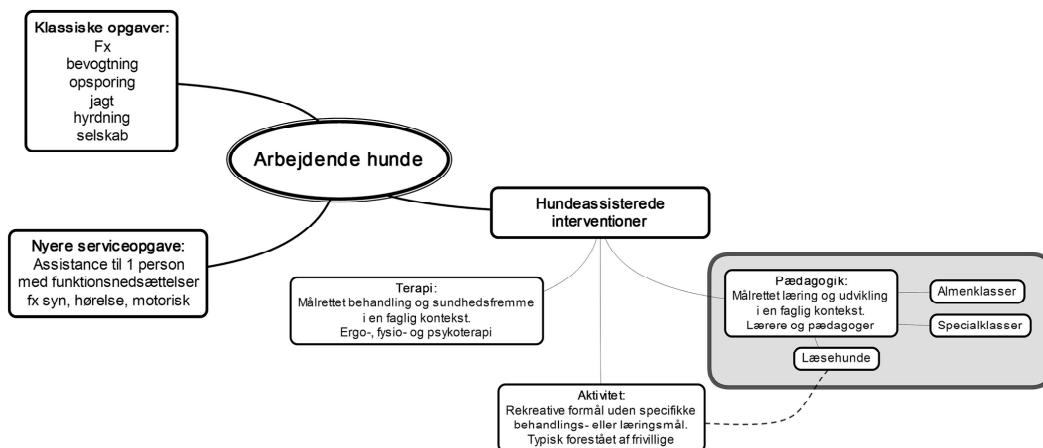 Klassiske opgaver:
Fx
bevogtning
opsporing
jagt
hyrdning
selskab
Arbejdende hunde
Hundeassisterede
interventioner
Nyere serviceopgave:
Assistance til 1 person
med funktionsnedsættelser
fx syn, hørelse, motorisk
Terapi:
Målrettet behandling og sundhedsfremme
i en faglig kontekst.
Ergo-, fysio- og psykoterapi
Pædagogik:
Målrettet læring og udvikling
i en faglig kontekst.
Lærere og pædagoger
Almenklasser
Specialklasser
Læsehunde
Aktivitet:
Rekreative formål uden specifikke
behandlings- eller læringsmål.
Typisk forestået af frivillige